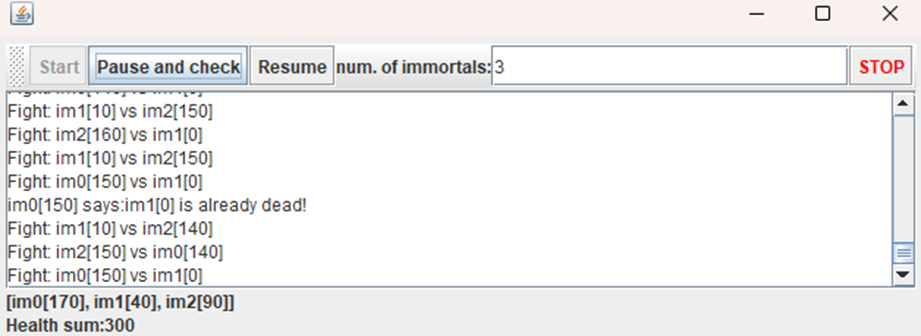 Start Pause and check Resume num. of immortals: 3 STOP
Fight: im1[10] vs im2[150]
Fight: im2[160] vs im1[0]
Fight: im1[10] vs im2[150]
Fight: im0[150] vs im1[0]
im0[150] says:im1[0] is already dead!
Fight: im1[10] vs im2[140]
Fight: im2[150] vs im0[140]
Fight: im0[150] vs im1[0]
[im0[170], im1[40], im2[90]]
Health sum:300